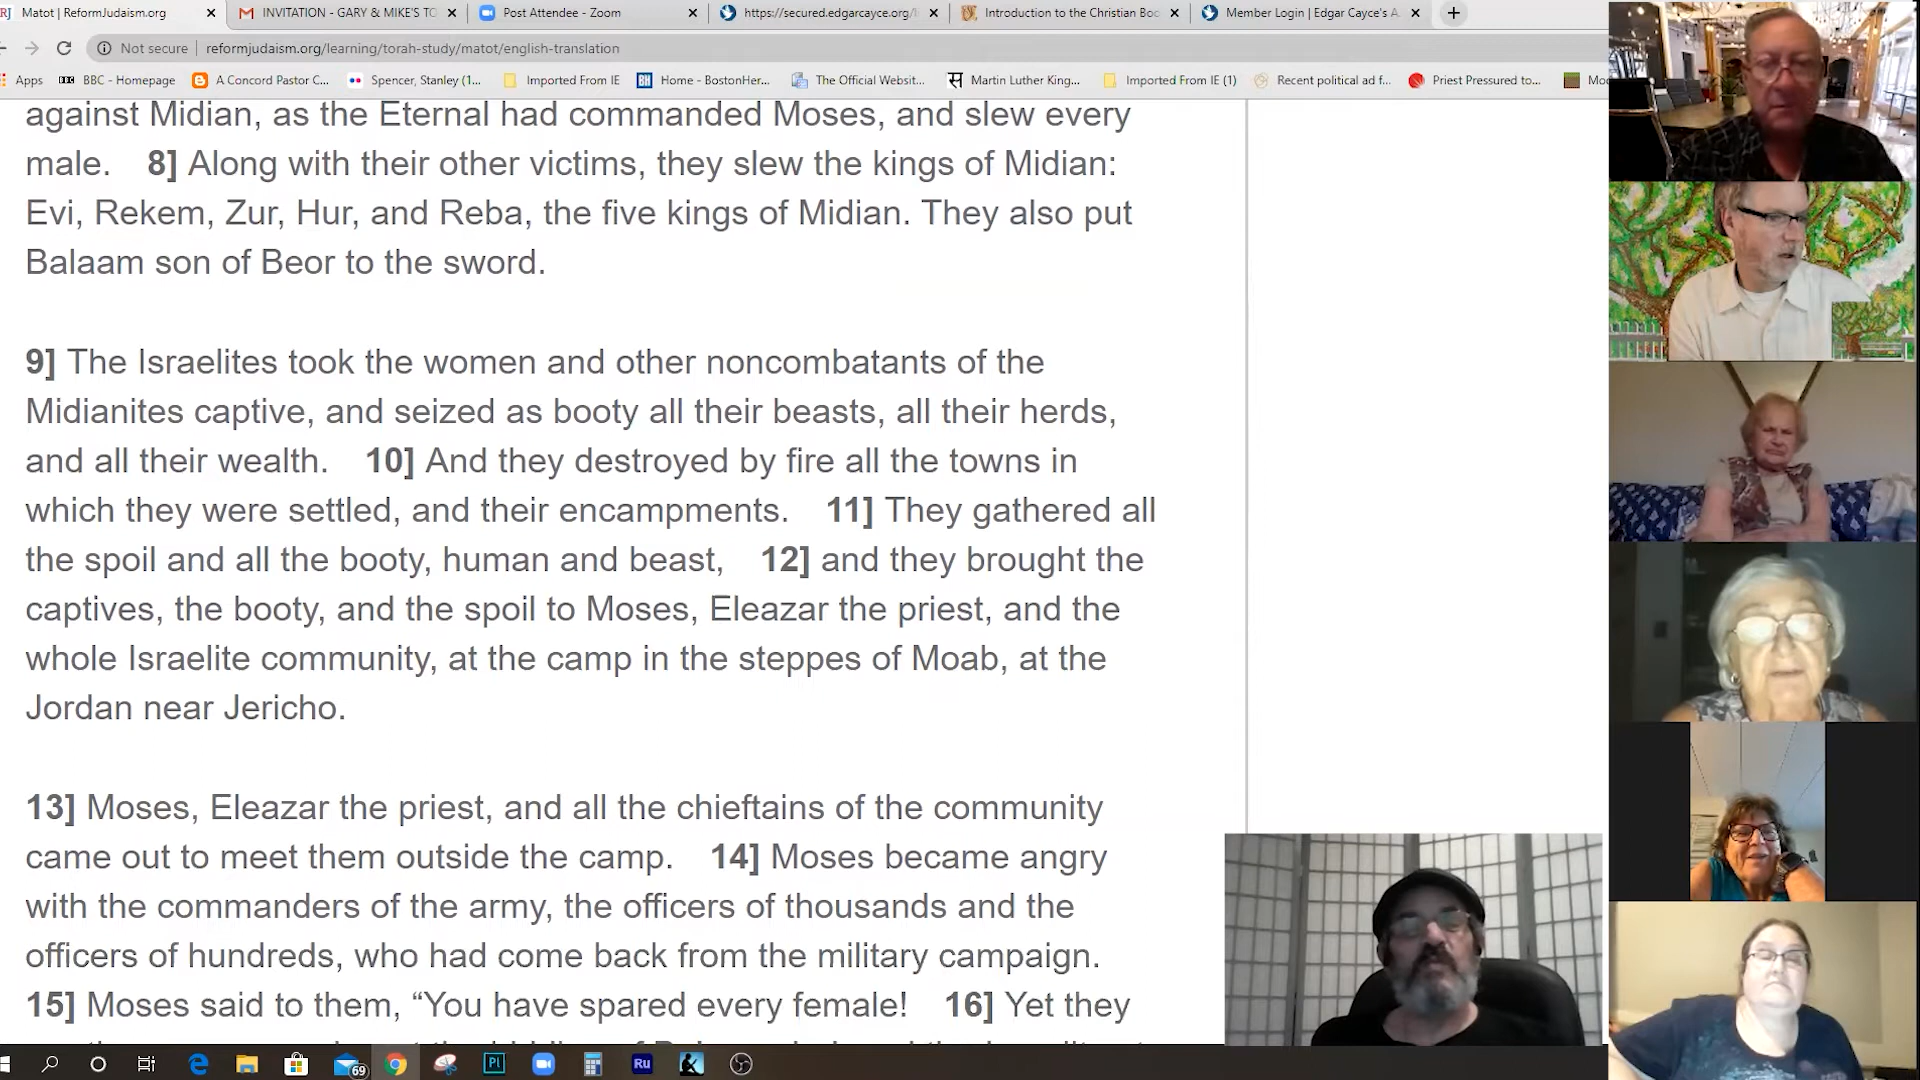 Matot | ReformJudaism.org
INVITATION - GARY & MIKE'S TO
Post Attendee - Zoom
https://secured.edgarcayce.org/
Introduction to the Christian Boo
Member Login | Edgar Cayce's A.
Not secure
reformjudaism.org/learning/torah-study/matot/english-translation
Apps
BBC - Homepage
A Concord Pastor C...
Spencer, Stanley (1...
Imported From IE
Home - BostonHer...
The Official Websit...
Martin Luther King...
Imported From IE (1)
Recent political ad f...
Priest Pressured to...
against Midian, as the Eternal had commanded Moses, and slew every
male. 8] Along with their other victims, they slew the kings of Midian:
Evi, Rekem, Zur, Hur, and Reba, the five kings of Midian. They also put
Balaam son of Beor to the sword.
9] The Israelites took the women and other noncombatants of the
Midianites captive, and seized as booty all their beasts, all their herds,
and all their wealth. 10] And they destroyed by fire all the towns in
which they were settled, and their encampments. 11] They gathered all
the spoil and all the booty, human and beast, 12] and they brought the
captives, the booty, and the spoil to Moses, Eleazar the priest, and the
whole Israelite community, at the camp in the steppes of Moab, at the
Jordan near Jericho.
13] Moses, Eleazar the priest, and all the chieftains of the community
came out to meet them outside the camp. 14] Moses became angry
with the commanders of the army, the officers of thousands and the
officers of hundreds, who had come back from the military campaign.
15] Moses said to them, “You have spared every female! 16] Yet they
69
Pl
Ru